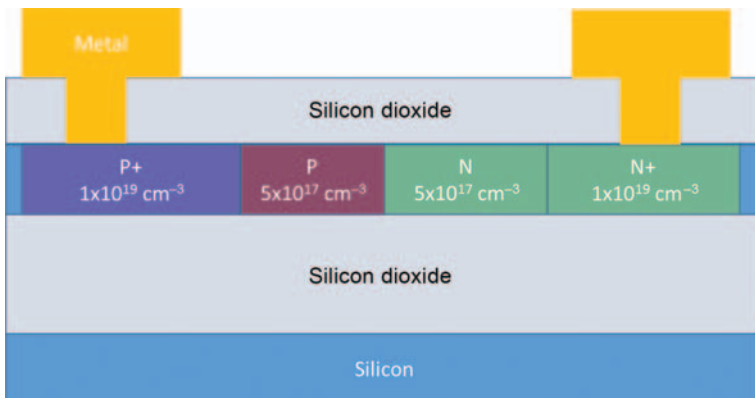 Metal
Silicon dioxide
P+
1x10¹⁹ cm⁻³
P
5x10¹⁷ cm⁻³
N
5x10¹⁷ cm⁻³
N+
1x10¹⁹ cm⁻³
Silicon dioxide
Silicon